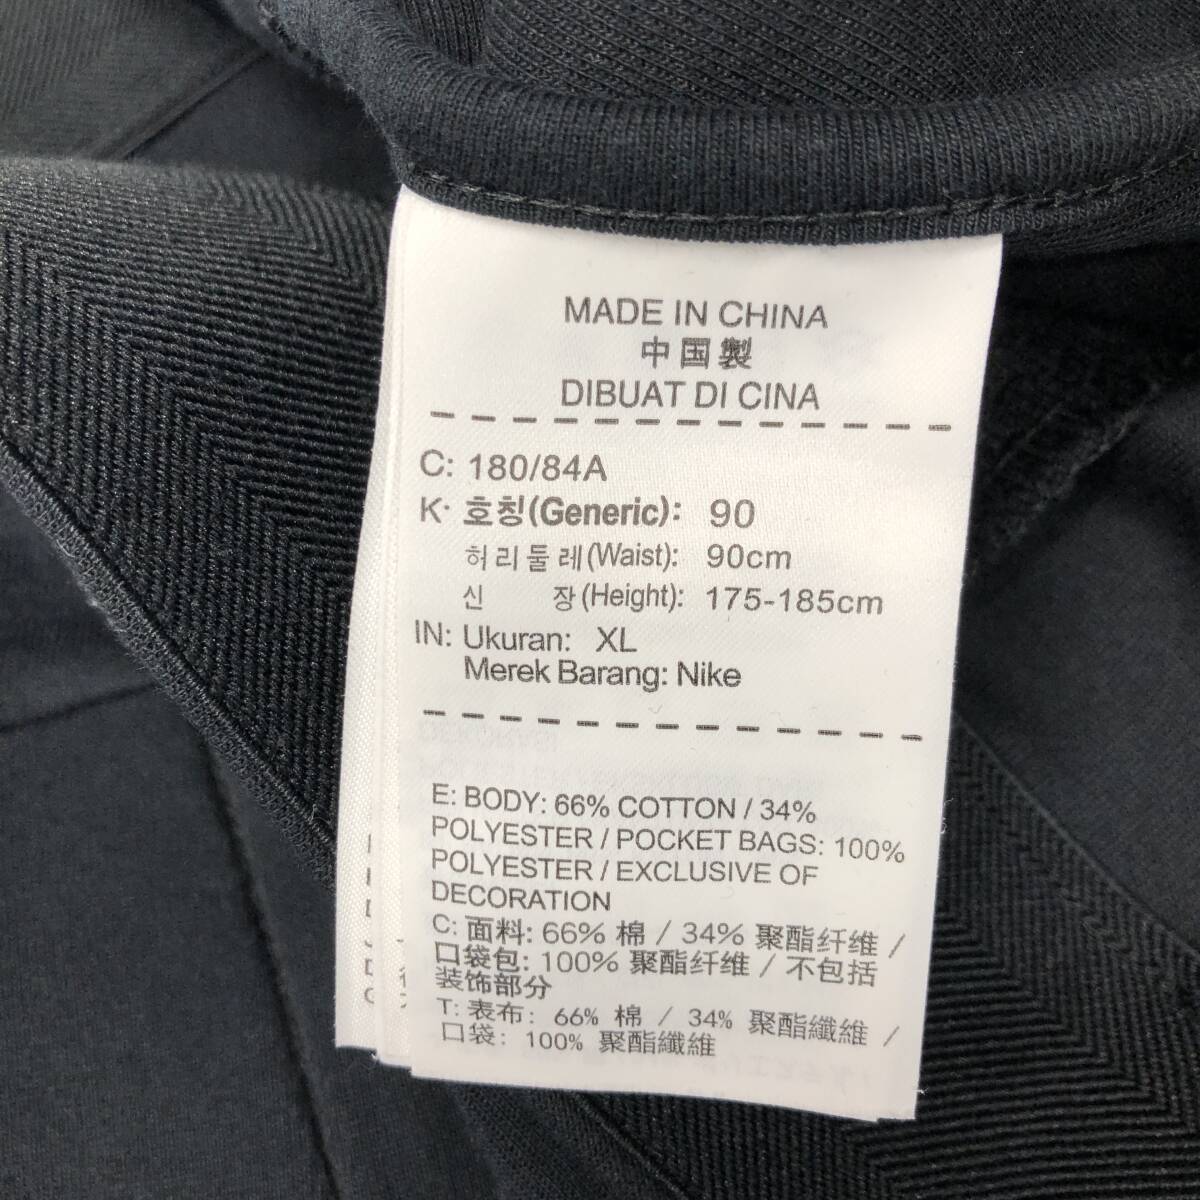 MADE IN CHINA
中国製
DIBUAT DI CINA
C: 180/84A
K: 호칭(Generic): 90
허리둘레(Waist): 90cm
신 장(Height): 175-185cm
IN: Ukuran: XL
Merek Barang: Nike
E: BODY: 66% COTTON / 34%
POLYESTER / POCKET BAGS: 100%
POLYESTER / EXCLUSIVE OF
DECORATION
C: 面料: 66% 棉 / 34% 聚酯纤维 /
口袋包: 100% 聚酯纤维 / 不包括
装饰部分
T: 表布: 66% 棉 / 34% 聚酯纖維 /
口袋: 100% 聚酯纖維